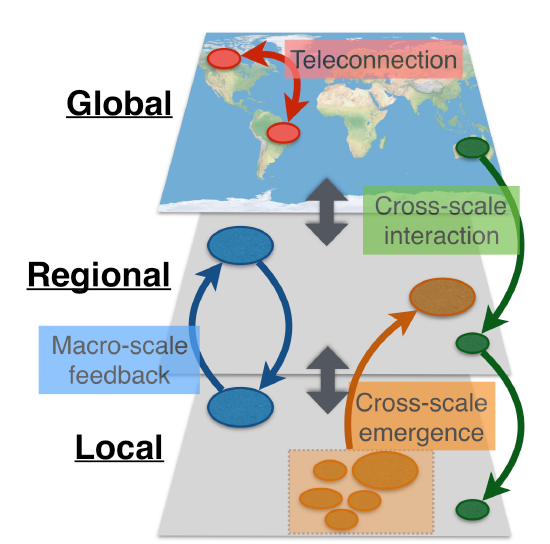 Teleconnection
Global
Cross-scale
interaction
Regional
Macro-scale
feedback
Cross-scale
emergence
Local